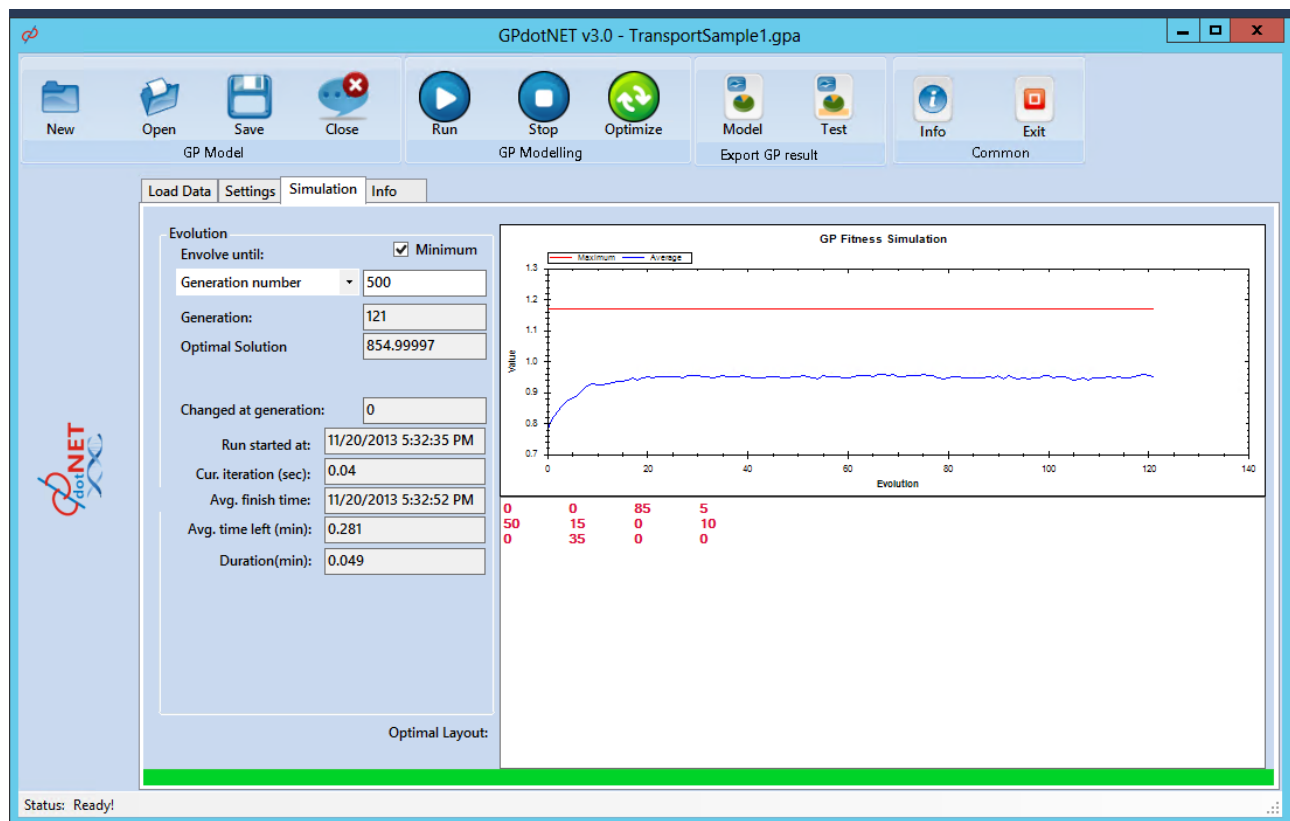 GPdotNET v3.0 - TransportSample1.gpa
New Open Save Close Run Stop Optimize Model Test Info Exit
GP Model GP Modelling Export GP result Common
Load Data Settings Simulation Info
Evolution
Envolve until: Minimum
Generation number 500
Generation: 121
Optimal Solution 854.99997
Changed at generation: 0
Run started at: 11/20/2013 5:32:35 PM
Cur. iteration (sec): 0.04
Avg. finish time: 11/20/2013 5:32:52 PM
Avg. time left (min): 0.281
Duration(min): 0.049
Optimal Layout:
GP Fitness Simulation
Maximum Average
1.3
1.2
1.1
1.0
0.9
0.8
0.7
Value
0 20 40 60 80 100 120 140
Evolution
0 0 85 5
50 15 0 10
0 35 0 0
dotNET
Status: Ready!